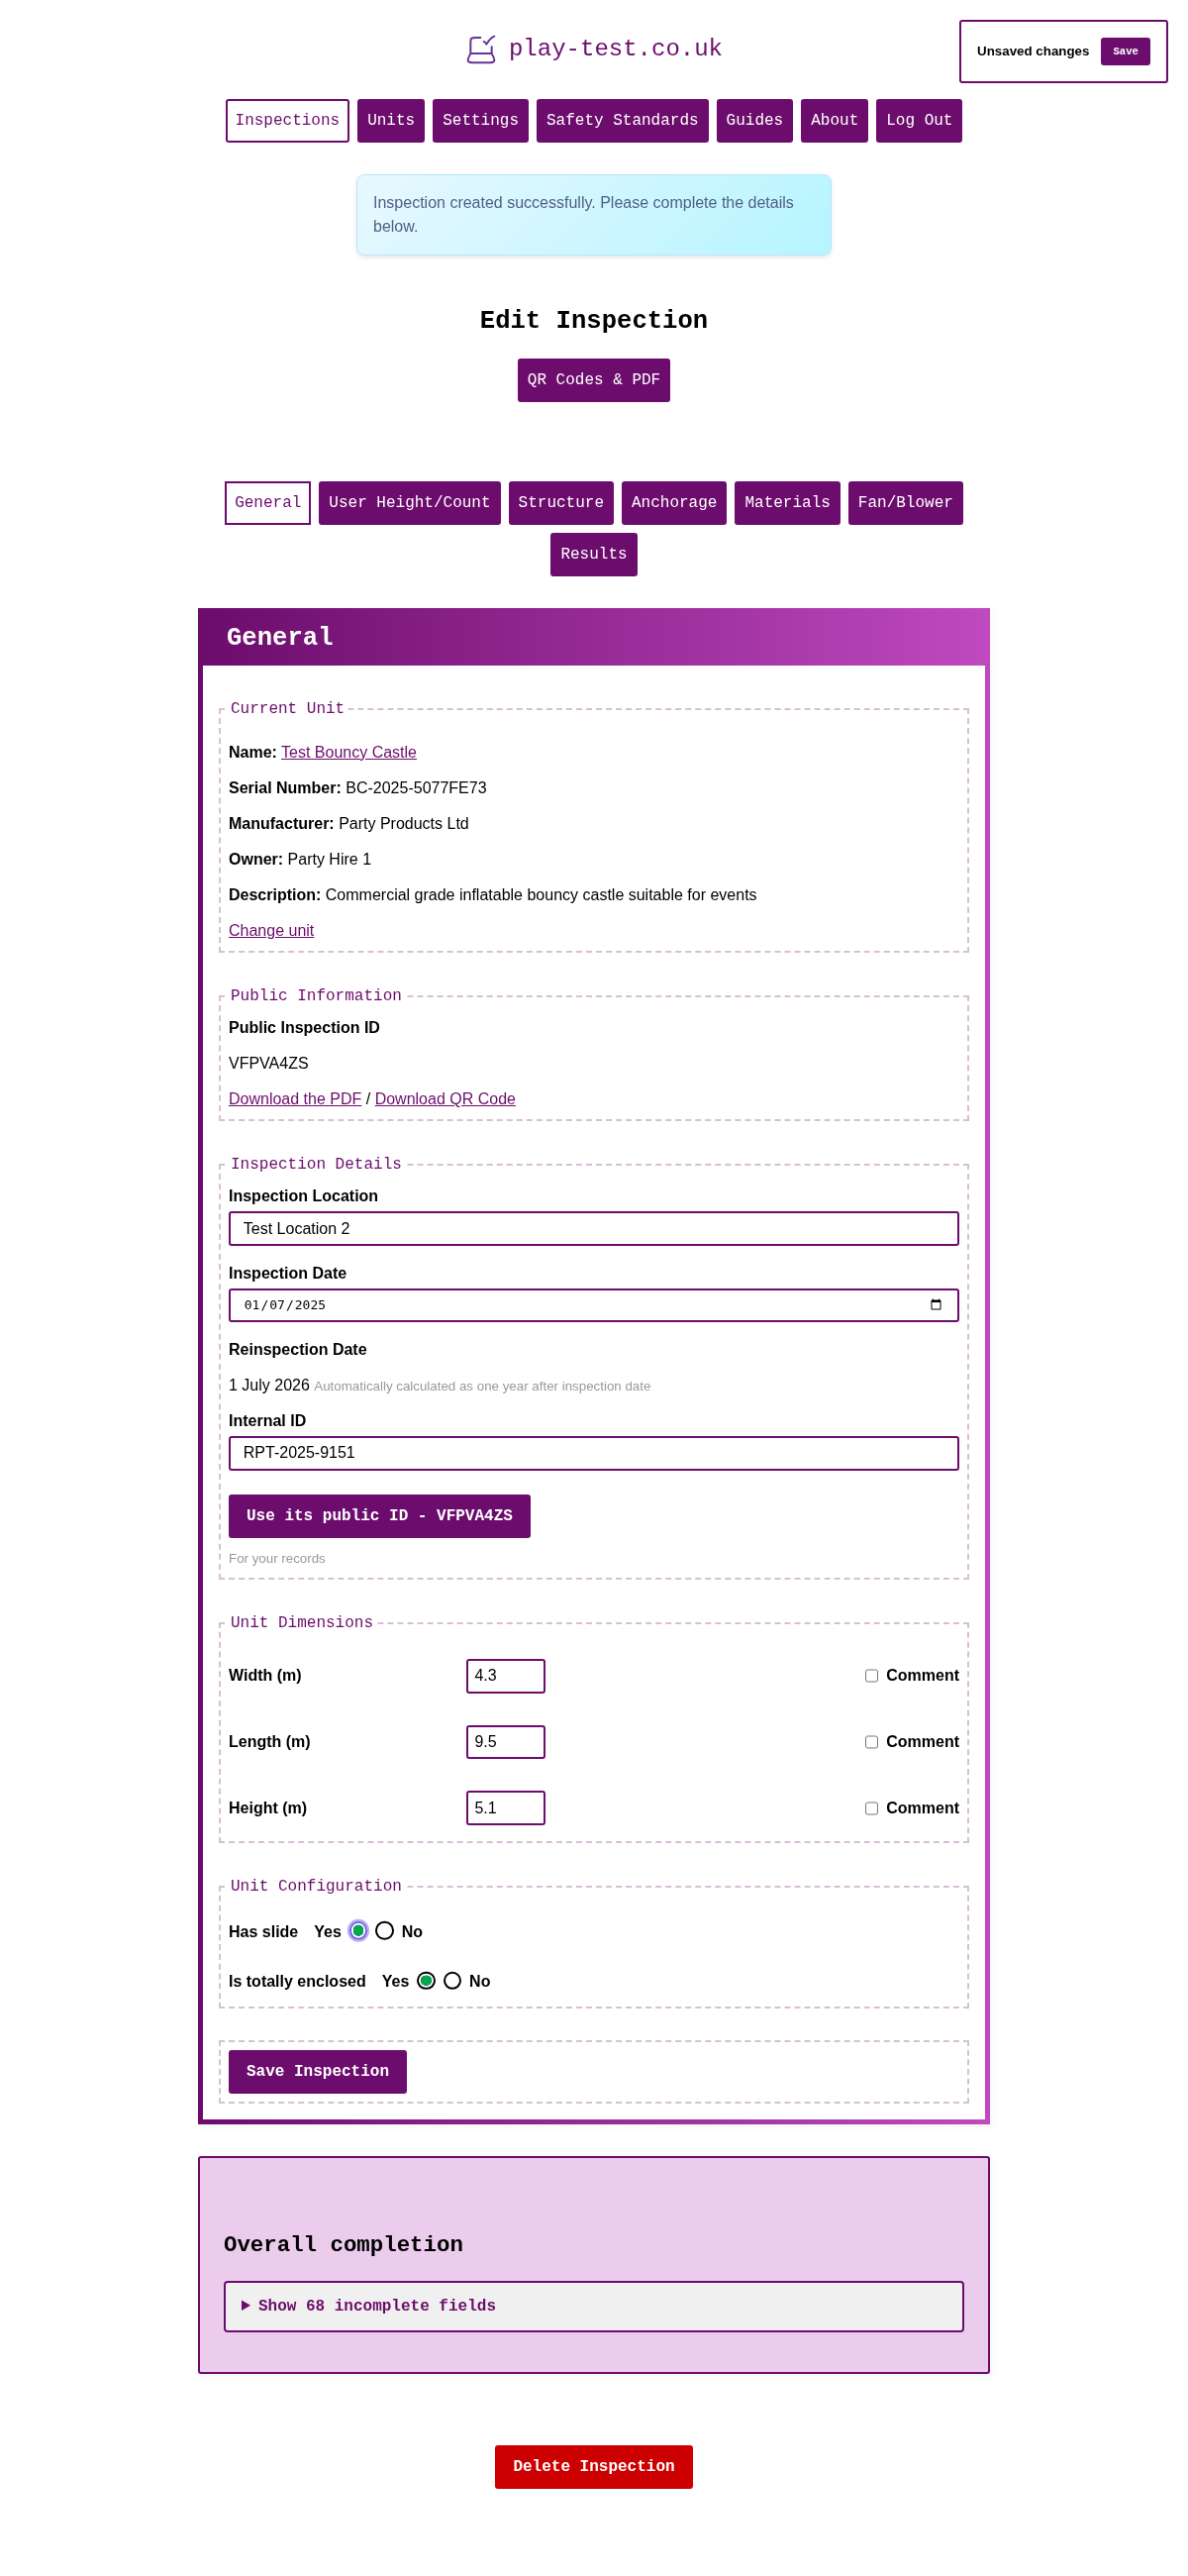 play-test.co.uk
Unsaved changes Save
Inspections Units Settings Safety Standards Guides About Log Out
Inspection created successfully. Please complete the details
below.
Edit Inspection
QR Codes & PDF
General User Height/Count Structure Anchorage Materials Fan/Blower
Results
General
Current Unit
Name: Test Bouncy Castle
Serial Number: BC-2025-5077FE73
Manufacturer: Party Products Ltd
Owner: Party Hire 1
Description: Commercial grade inflatable bouncy castle suitable for events
Change unit
Public Information
Public Inspection ID
VFPVA4ZS
Download the PDF / Download QR Code
Inspection Details
Inspection Location
Test Location 2
Inspection Date
01/07/2025
Reinspection Date
1 July 2026 Automatically calculated as one year after inspection date
Internal ID
RPT-2025-9151
Use its public ID - VFPVA4ZS
For your records
Unit Dimensions
Width (m) 4.3 Comment
Length (m) 9.5 Comment
Height (m) 5.1 Comment
Unit Configuration
Has slide Yes No
Is totally enclosed Yes No
Save Inspection
Overall completion
Show 68 incomplete fields
Delete Inspection